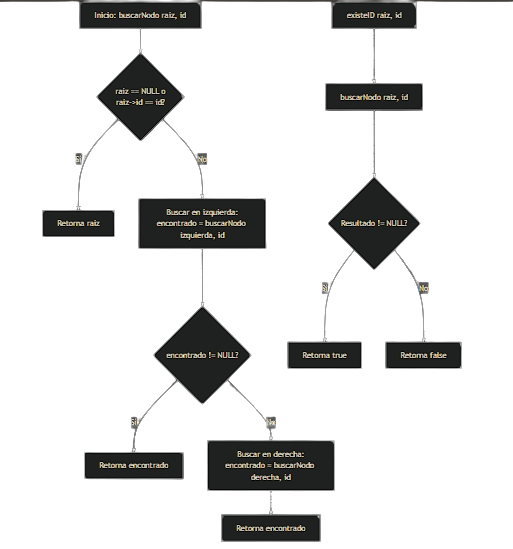 Inicio: buscarNodo raiz, id
raiz == NULL o
raiz->id == id?
Sí
No
Retorna raiz
Buscar en izquierda:
encontrado = buscarNodo
izquierda, id
encontrado != NULL?
Sí
No
Retorna encontrado
Buscar en derecha:
encontrado = buscarNodo
derecha, id
Retorna encontrado
existeID raiz, id
buscarNodo raiz, id
Resultado != NULL?
Sí
No
Retorna true
Retorna false